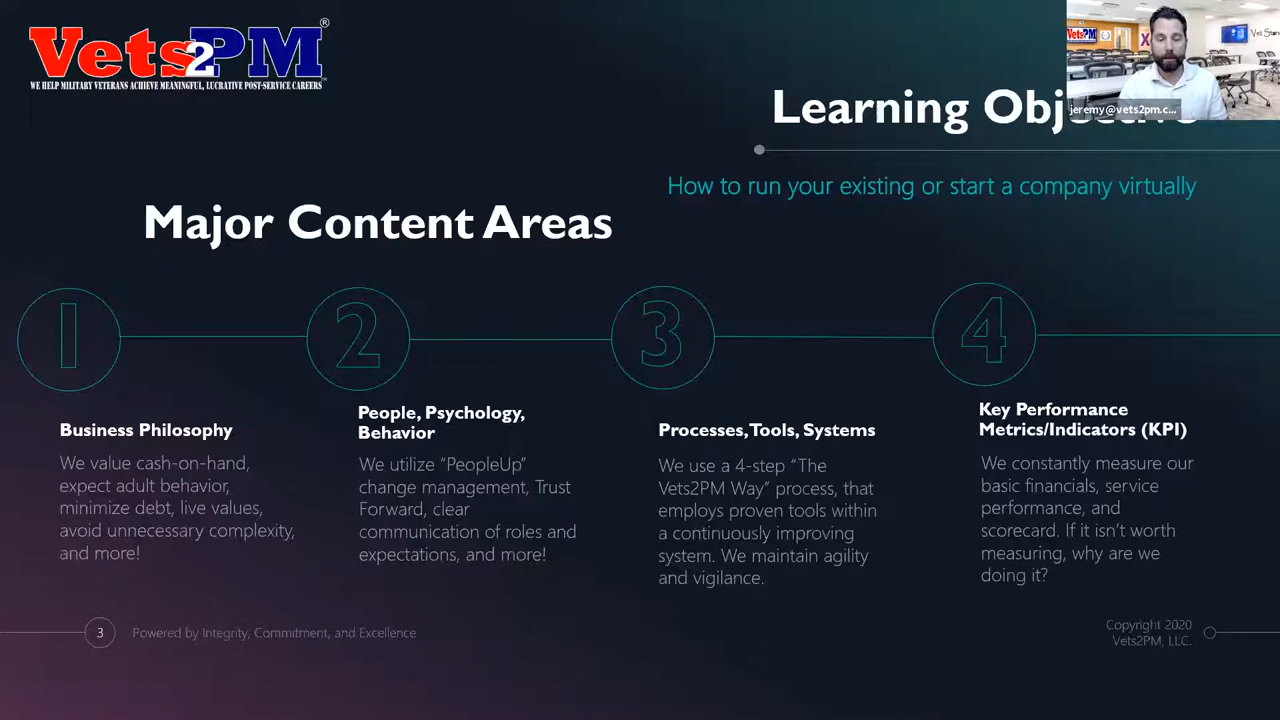 Vets2PM®
WE HELP MILITARY VETERANS ACHIEVE MEANINGFUL, LUCRATIVE POST-SERVICE CAREERS
Vets2PM
Vet Ston
jeremy@vets2pm.c...
Learning Objective
How to run your existing or start a company virtually
Major Content Areas
1
2
3
4
Business Philosophy
We value cash-on-hand,
expect adult behavior,
minimize debt, live values,
avoid unnecessary complexity,
and more!
People, Psychology,
Behavior
We utilize “PeopleUp”
change management, Trust
Forward, clear
communication of roles and
expectations, and more!
Processes,Tools, Systems
We use a 4-step “The
Vets2PM Way” process, that
employs proven tools within
a continuously improving
system. We maintain agility
and vigilance.
Key Performance
Metrics/Indicators (KPI)
We constantly measure our
basic financials, service
performance, and
scorecard. If it isn’t worth
measuring, why are we
doing it?
3
Powered by Integrity, Commitment, and Excellence
Copyright 2020
Vets2PM, LLC.